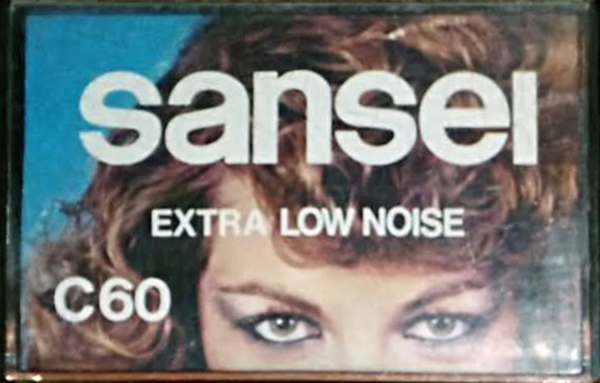 sansei
EXTRA LOW NOISE
C60